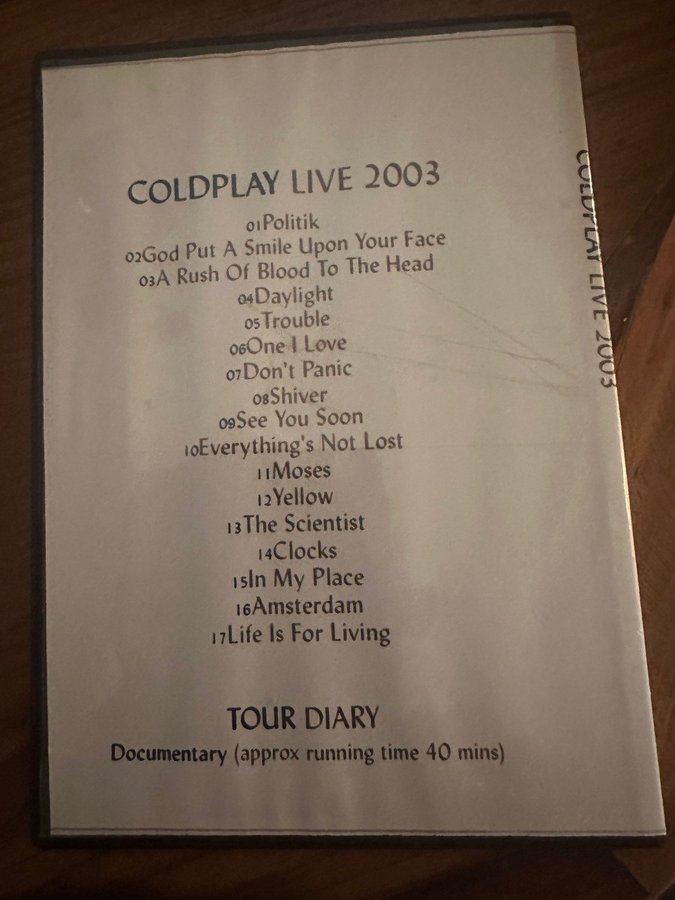 COLDPLAY LIVE 2003
01Politik
02God Put A Smile Upon Your Face
03A Rush Of Blood To The Head
04Daylight
05Trouble
06One I Love
07Don't Panic
08Shiver
09See You Soon
10Everything's Not Lost
11Moses
12Yellow
13The Scientist
14Clocks
15In My Place
16Amsterdam
17Life Is For Living
TOUR DIARY
Documentary (approx running time 40 mins)
COLDPLAY LIVE 2003